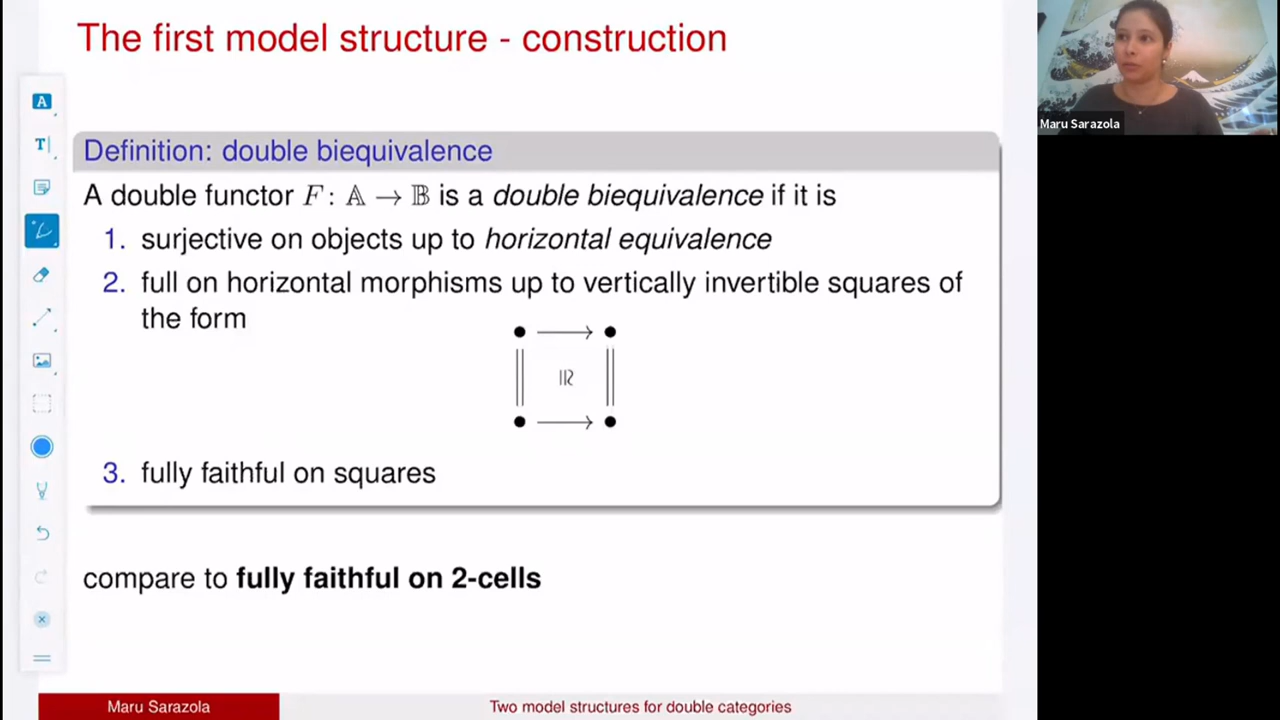 The first model structure - construction
Maru Sarazola
Definition: double biequivalence
A double functor F : 𝔸 → 𝔹 is a double biequivalence if it is
1. surjective on objects up to horizontal equivalence
2. full on horizontal morphisms up to vertically invertible squares of
the form
3. fully faithful on squares
compare to fully faithful on 2-cells
Maru Sarazola
Two model structures for double categories